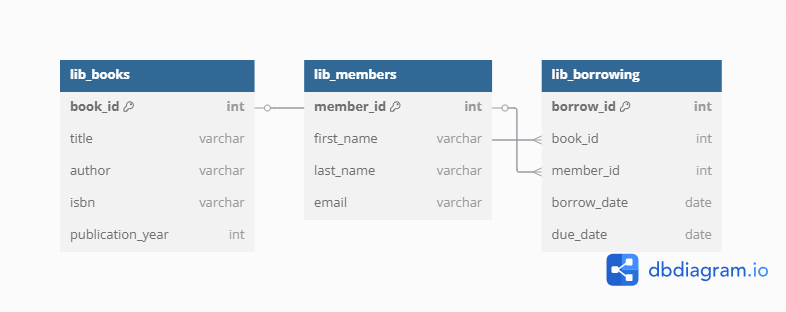 lib_books
book_id int
title varchar
author varchar
isbn varchar
publication_year int
lib_members
member_id int
first_name varchar
last_name varchar
email varchar
lib_borrowing
borrow_id int
book_id int
member_id int
borrow_date date
due_date date
dbdiagram.io